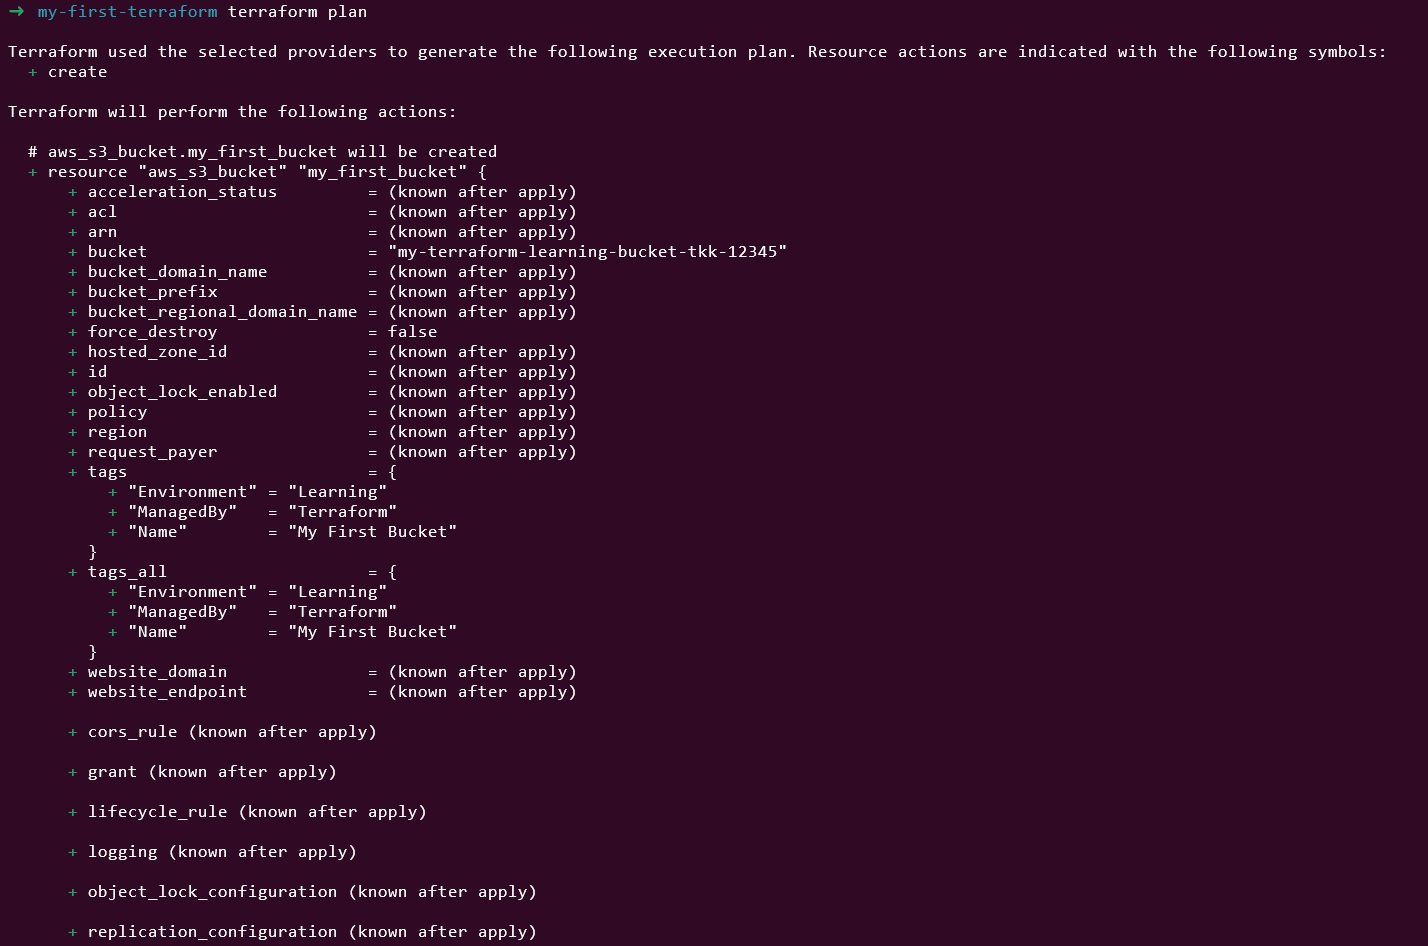 → my-first-terraform terraform plan
Terraform used the selected providers to generate the following execution plan. Resource actions are indicated with the following symbols:
  + create
Terraform will perform the following actions:
  # aws_s3_bucket.my_first_bucket will be created
  + resource "aws_s3_bucket" "my_first_bucket" {
      + acceleration_status         = (known after apply)
      + acl                         = (known after apply)
      + arn                         = (known after apply)
      + bucket                      = "my-terraform-learning-bucket-tkk-12345"
      + bucket_domain_name          = (known after apply)
      + bucket_prefix               = (known after apply)
      + bucket_regional_domain_name = (known after apply)
      + force_destroy               = false
      + hosted_zone_id              = (known after apply)
      + id                          = (known after apply)
      + object_lock_enabled         = (known after apply)
      + policy                      = (known after apply)
      + region                      = (known after apply)
      + request_payer               = (known after apply)
      + tags                        = {
          + "Environment" = "Learning"
          + "ManagedBy"   = "Terraform"
          + "Name"        = "My First Bucket"
        }
      + tags_all                    = {
          + "Environment" = "Learning"
          + "ManagedBy"   = "Terraform"
          + "Name"        = "My First Bucket"
        }
      + website_domain              = (known after apply)
      + website_endpoint            = (known after apply)
      + cors_rule (known after apply)
      + grant (known after apply)
      + lifecycle_rule (known after apply)
      + logging (known after apply)
      + object_lock_configuration (known after apply)
      + replication_configuration (known after apply)